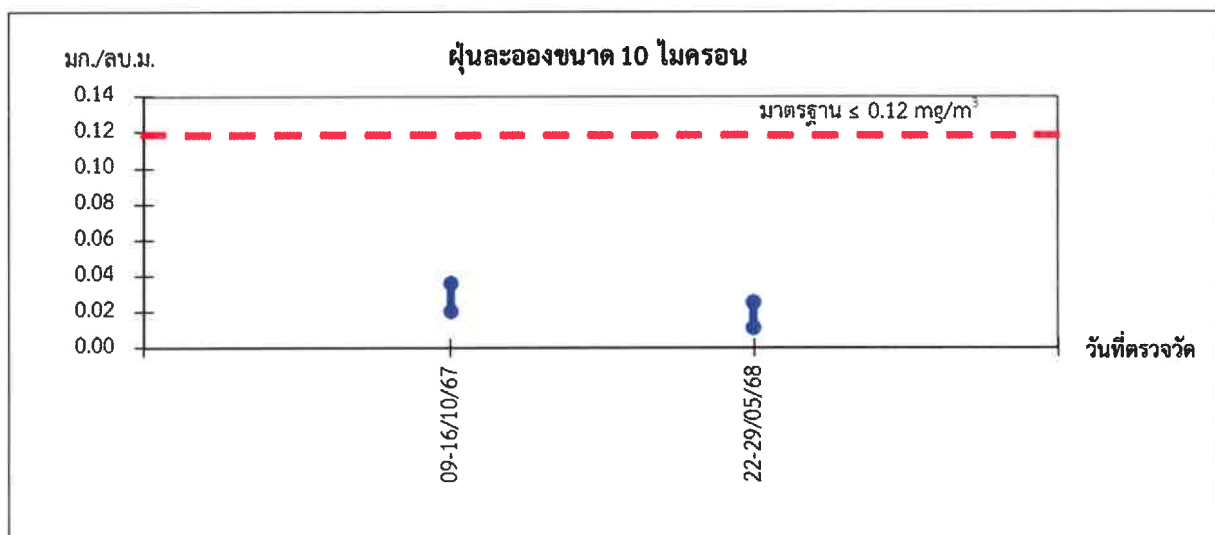 ฝุ่นละอองขนาด 10 ไมครอน
มก./ลบ.ม.
มาตรฐาน ≤ 0.12 mg/m³
0.14
0.12
0.10
0.08
0.06
0.04
0.02
0.00
วันที่ตรวจวัด
09-16/10/67
22-29/05/68